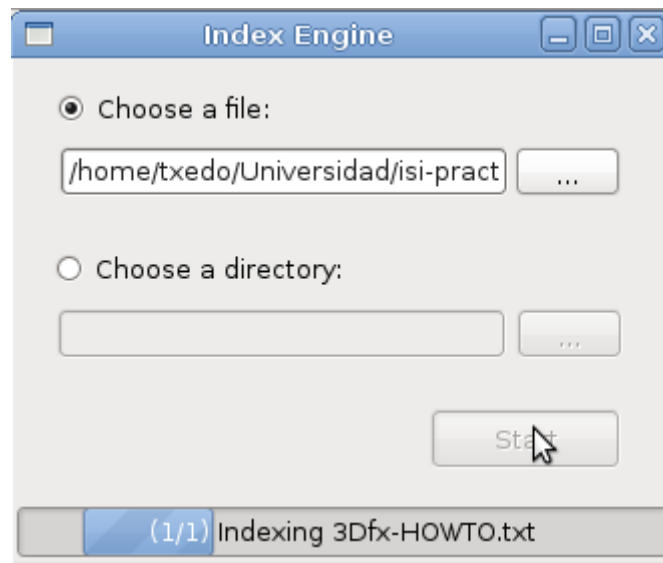 Index Engine
Choose a file:
/home/txedo/Universidad/isi-pract
...
Choose a directory:
...
Start
(1/1) Indexing 3Dfx-HOWTO.txt